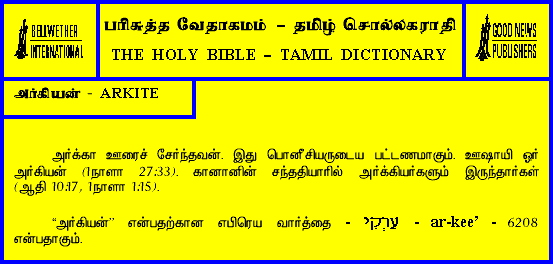 BELLWETHER
INTERNATIONAL
பரிசுத்த வேதாகமம் – தமிழ் சொல்லகராதி
THE HOLY BIBLE – TAMIL DICTIONARY
GOOD NEWS
PUBLISHERS
அர்கியன் - ARKITE
அர்க்கா ஊரைச் சேர்ந்தவன். இது பொனீசியருடைய பட்டணமாகும். ஊஷாயி ஓர்
அர்கியன் (1நாளா 27:33). கானானின் சந்ததியாரில் அர்க்கியர்களும் இருந்தார்கள்
(ஆதி 10:17, 1நாளா 1:15).
“அர்கியன்” என்பதற்கான எபிரெய வார்த்தை - עַרְקִי - ar-kee’ - 6208
என்பதாகும்.